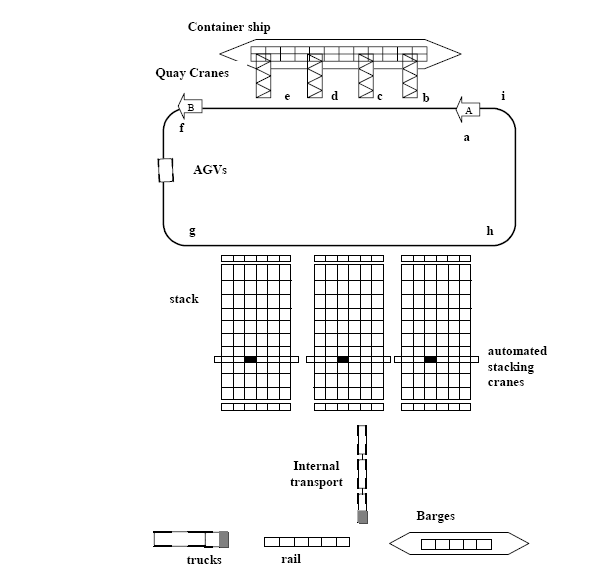 Container ship
Quay Cranes
e d c b i
B
A
f
a
AGVs
g
h
stack
automated
stacking
cranes
Internal
transport
Barges
trucks
rail